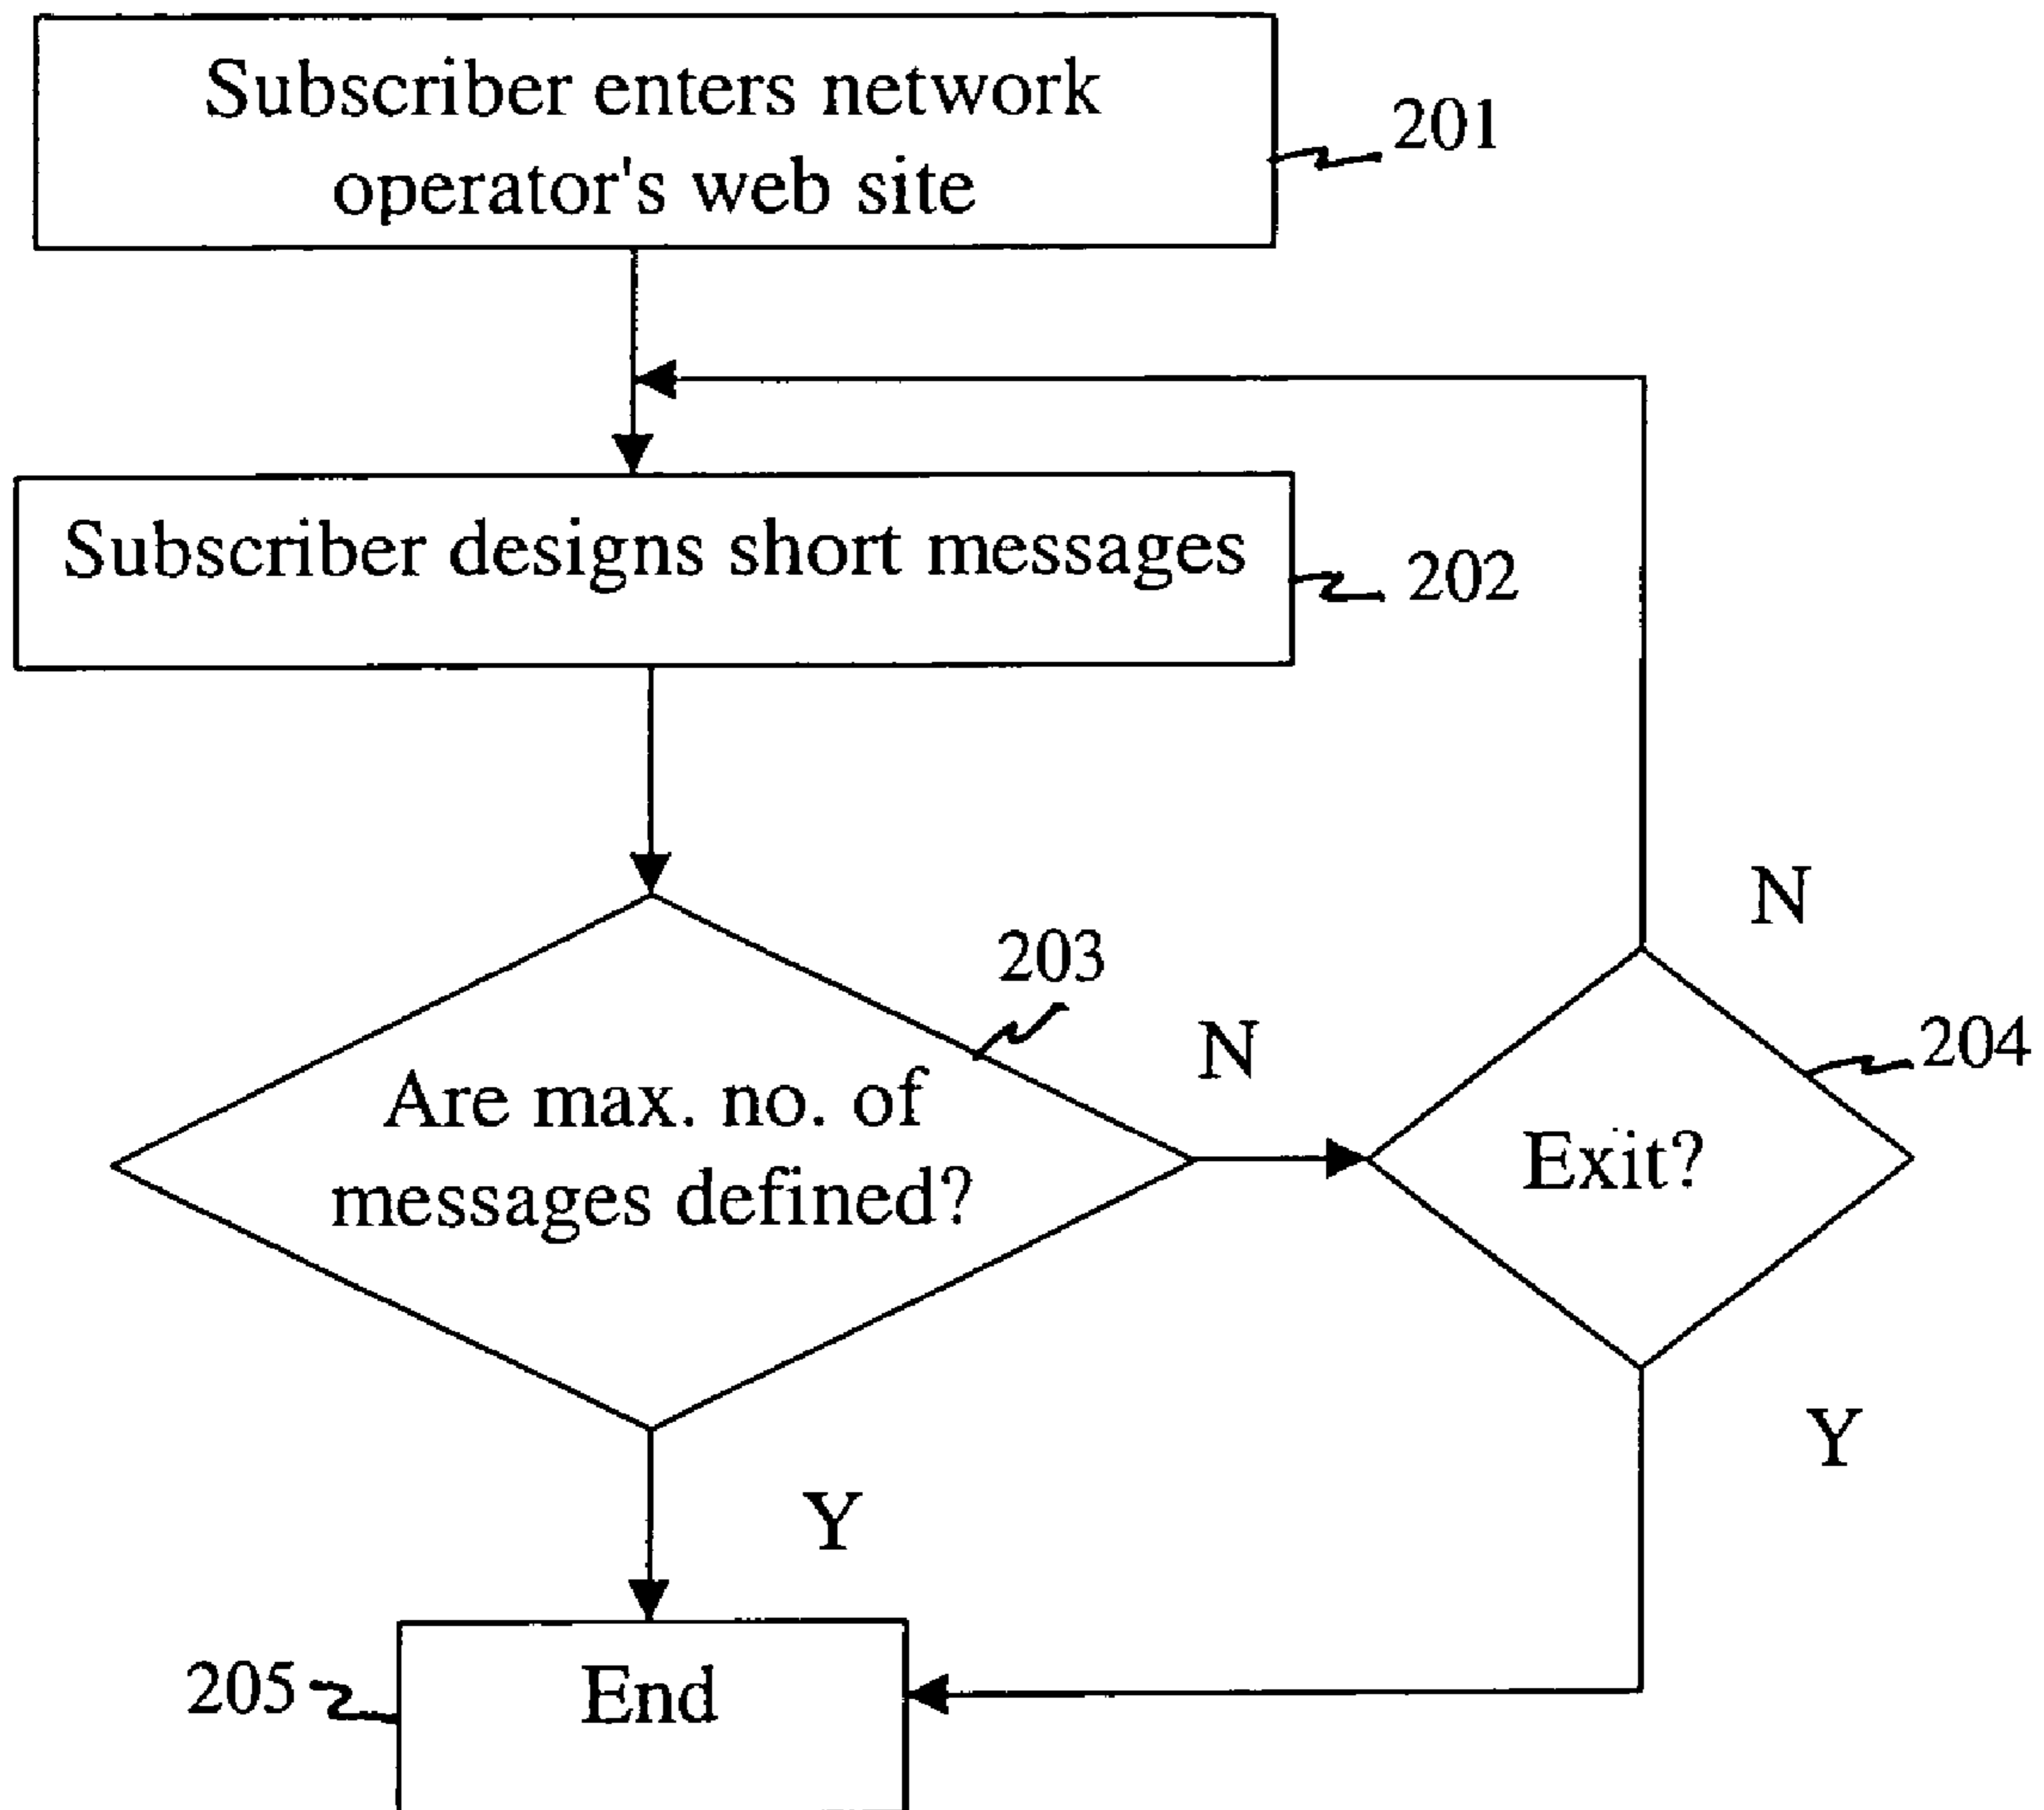 Subscriber enters network
operator's web site
201
Subscriber designs short messages
202
203
Are max. no. of
messages defined?
N
N
204
Exit?
Y
Y
205
End